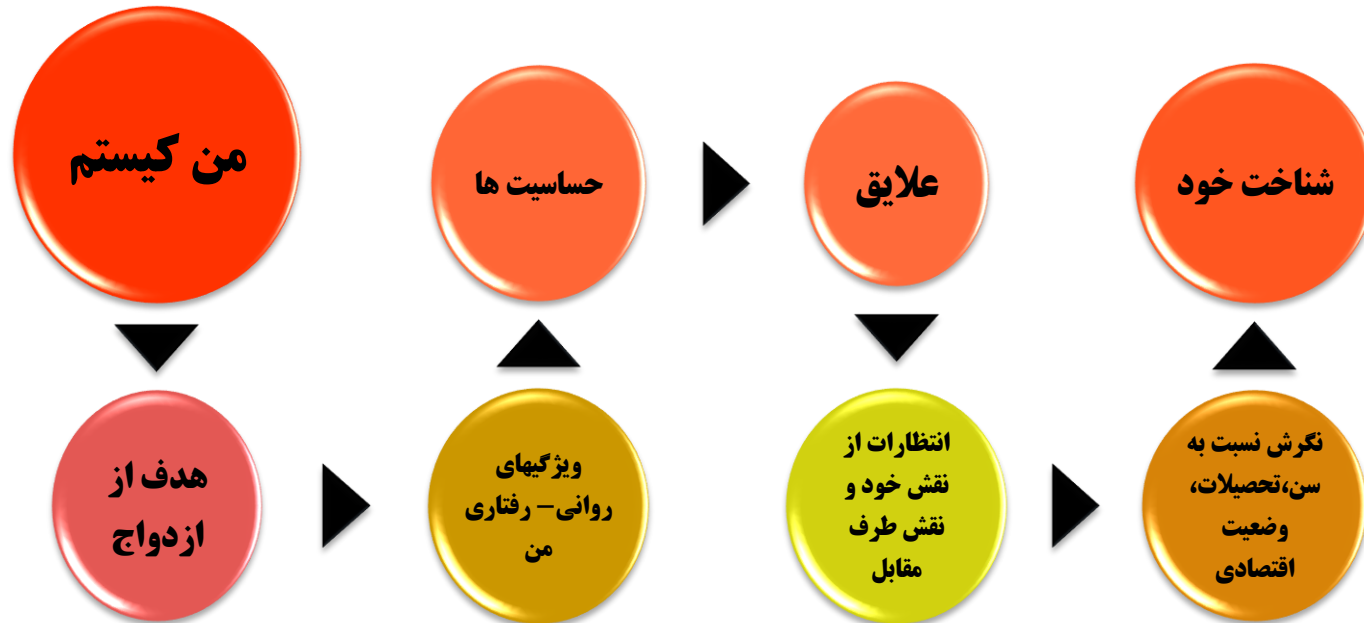 من کیستم
هدف از
ازدواج
ویژگیهای
روانی- رفتاری
من
حساسیت ها
علایق
انتظارات از
نقش خود و
نقش طرف
مقابل
نگرش نسبت به
سن،تحصیلات،
وضعیت
اقتصادی
شناخت خود